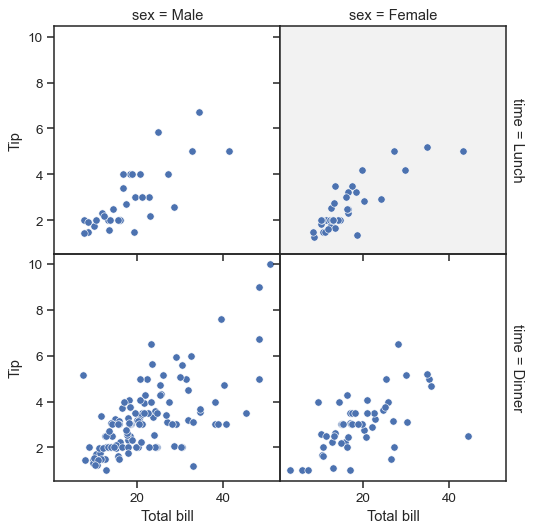 sex = Male
sex = Female
10
8
6
4
2
Tip
time = Lunch
10
8
6
4
2
Tip
time = Dinner
20
40
20
40
Total bill
Total bill